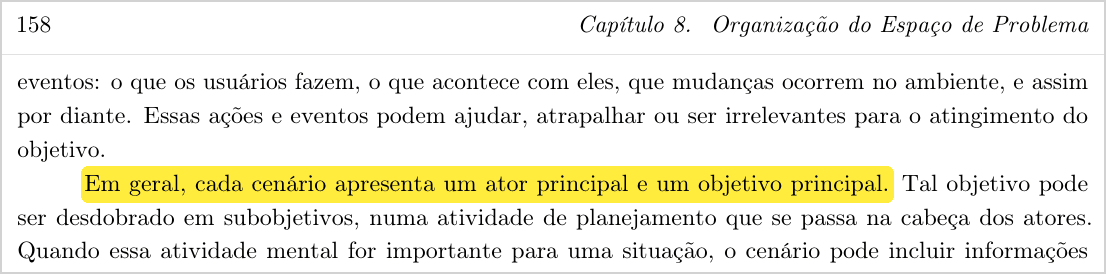 158 Capítulo 8. Organização do Espaço de Problema
eventos: o que os usuários fazem, o que acontece com eles, que mudanças ocorrem no ambiente, e assim
por diante. Essas ações e eventos podem ajudar, atrapalhar ou ser irrelevantes para o atingimento do
objetivo.
Em geral, cada cenário apresenta um ator principal e um objetivo principal. Tal objetivo pode
ser desdobrado em subobjetivos, numa atividade de planejamento que se passa na cabeça dos atores.
Quando essa atividade mental for importante para uma situação, o cenário pode incluir informações